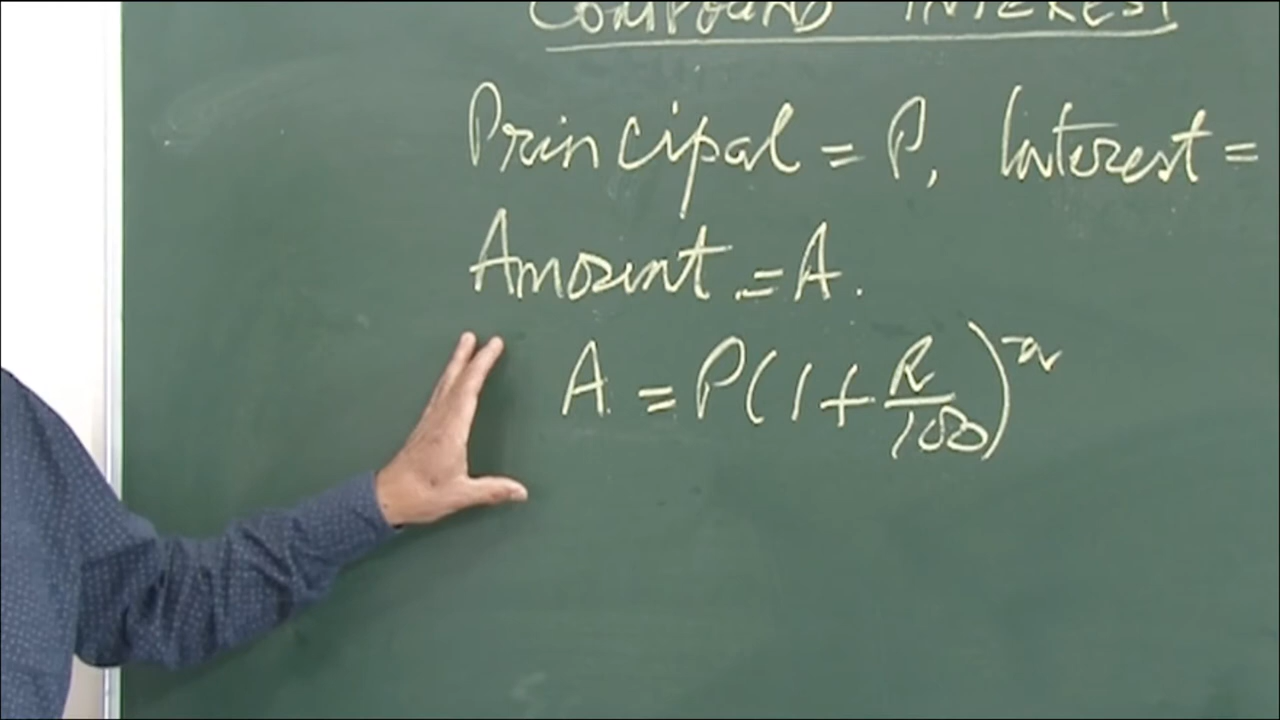 COMPOUND INTEREST
Principal = P, Interest =
Amount = A.
A = P(1 + R/100)^n